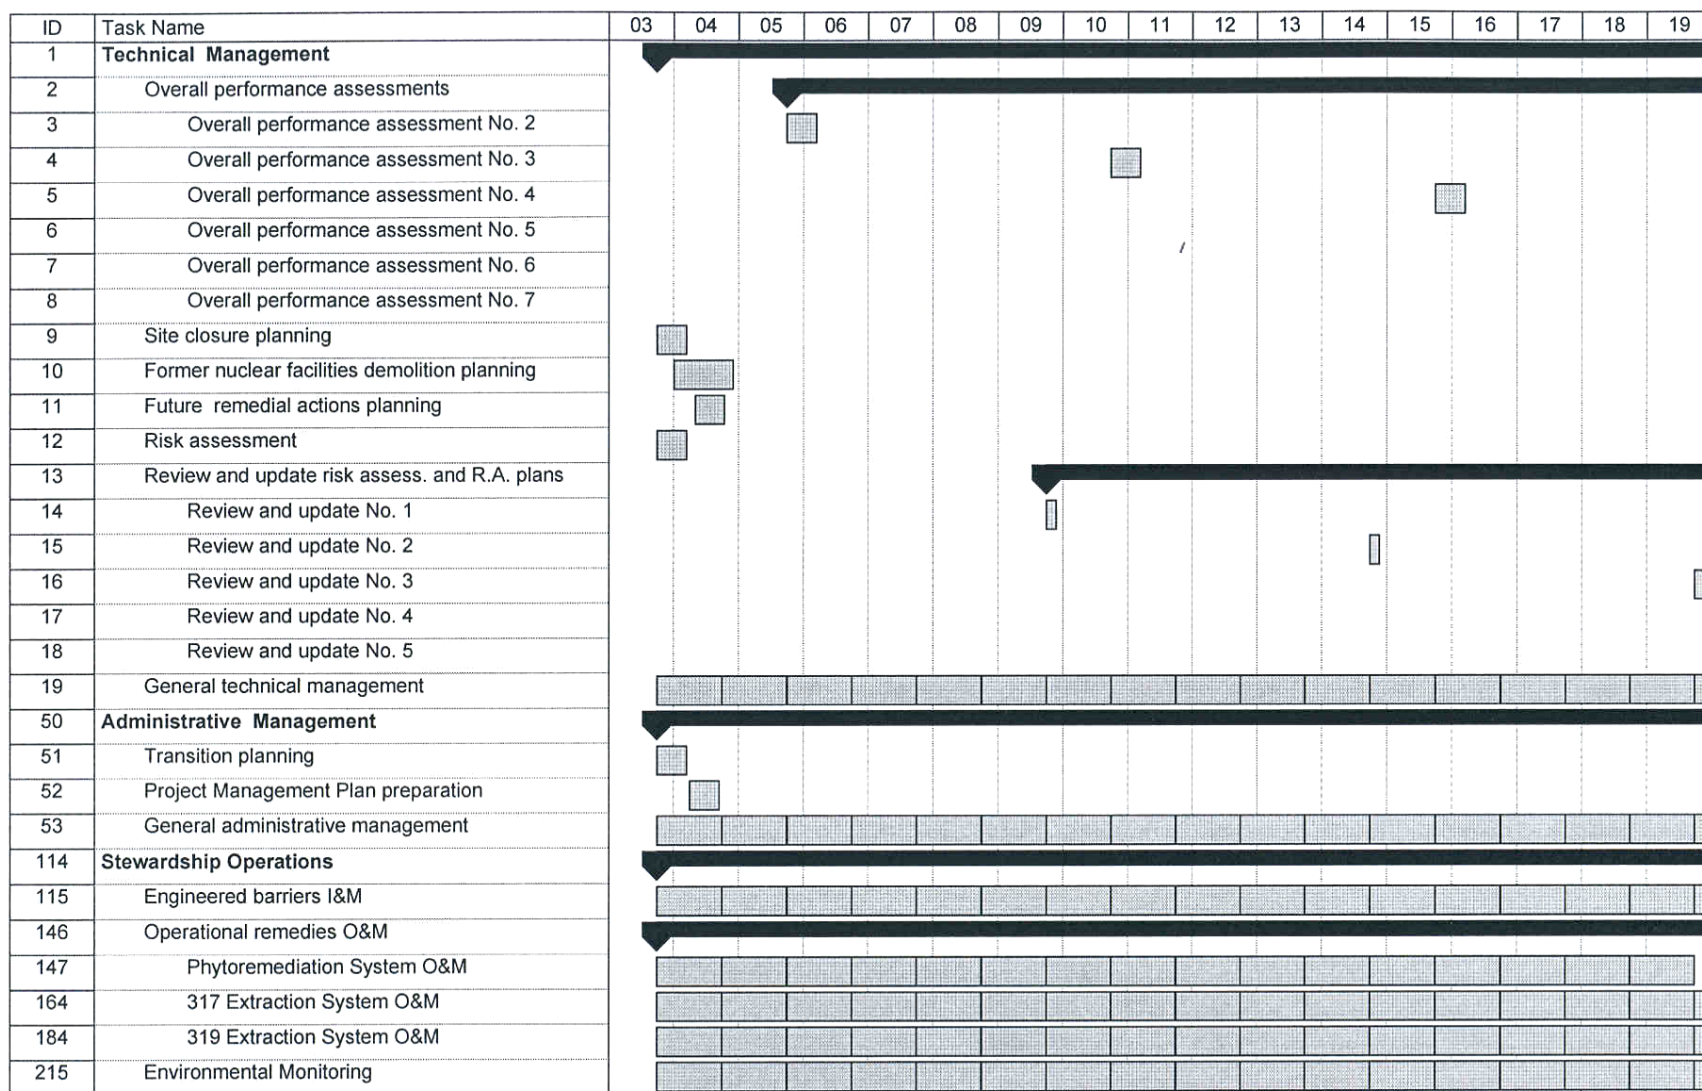 ID Task Name 03 04 05 06 07 08 09 10 11 12 13 14 15 16 17 18 19
1 Technical Management
2 Overall performance assessments
3 Overall performance assessment No. 2
4 Overall performance assessment No. 3
5 Overall performance assessment No. 4
6 Overall performance assessment No. 5
7 Overall performance assessment No. 6
8 Overall performance assessment No. 7
9 Site closure planning
10 Former nuclear facilities demolition planning
11 Future remedial actions planning
12 Risk assessment
13 Review and update risk assess. and R.A. plans
14 Review and update No. 1
15 Review and update No. 2
16 Review and update No. 3
17 Review and update No. 4
18 Review and update No. 5
19 General technical management
50 Administrative Management
51 Transition planning
52 Project Management Plan preparation
53 General administrative management
114 Stewardship Operations
115 Engineered barriers I&M
146 Operational remedies O&M
147 Phytoremediation System O&M
164 317 Extraction System O&M
184 319 Extraction System O&M
215 Environmental Monitoring